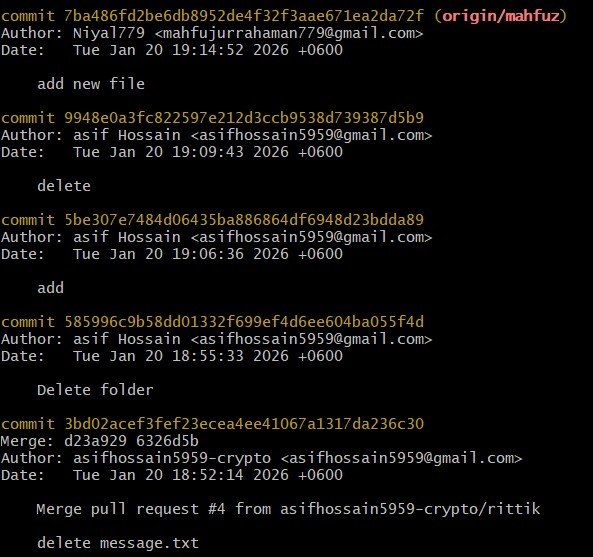 commit 7ba486fd2be6db8952de4f32f3aae671ea2da72f (origin/mahfuz)
Author: Niyal779 <mahfujurrahaman779@gmail.com>
Date:   Tue Jan 20 19:14:52 2026 +0600
add new file
commit 9948e0a3fc822597e212d3ccb9538d739387d5b9
Author: asif Hossain <asifhossain5959@gmail.com>
Date:   Tue Jan 20 19:09:43 2026 +0600
delete
commit 5be307e7484d06435ba886864df6948d23bdda89
Author: asif Hossain <asifhossain5959@gmail.com>
Date:   Tue Jan 20 19:06:36 2026 +0600
add
commit 585996c9b58dd01332f699ef4d6ee604ba055f4d
Author: asif Hossain <asifhossain5959@gmail.com>
Date:   Tue Jan 20 18:55:33 2026 +0600
Delete folder
commit 3bd02acef3fef23ecea4ee41067a1317da236c30
Merge: d23a929 6326d5b
Author: asifhossain5959-crypto <asifhossain5959@gmail.com>
Date:   Tue Jan 20 18:52:14 2026 +0600
Merge pull request #4 from asifhossain5959-crypto/rittik
delete message.txt